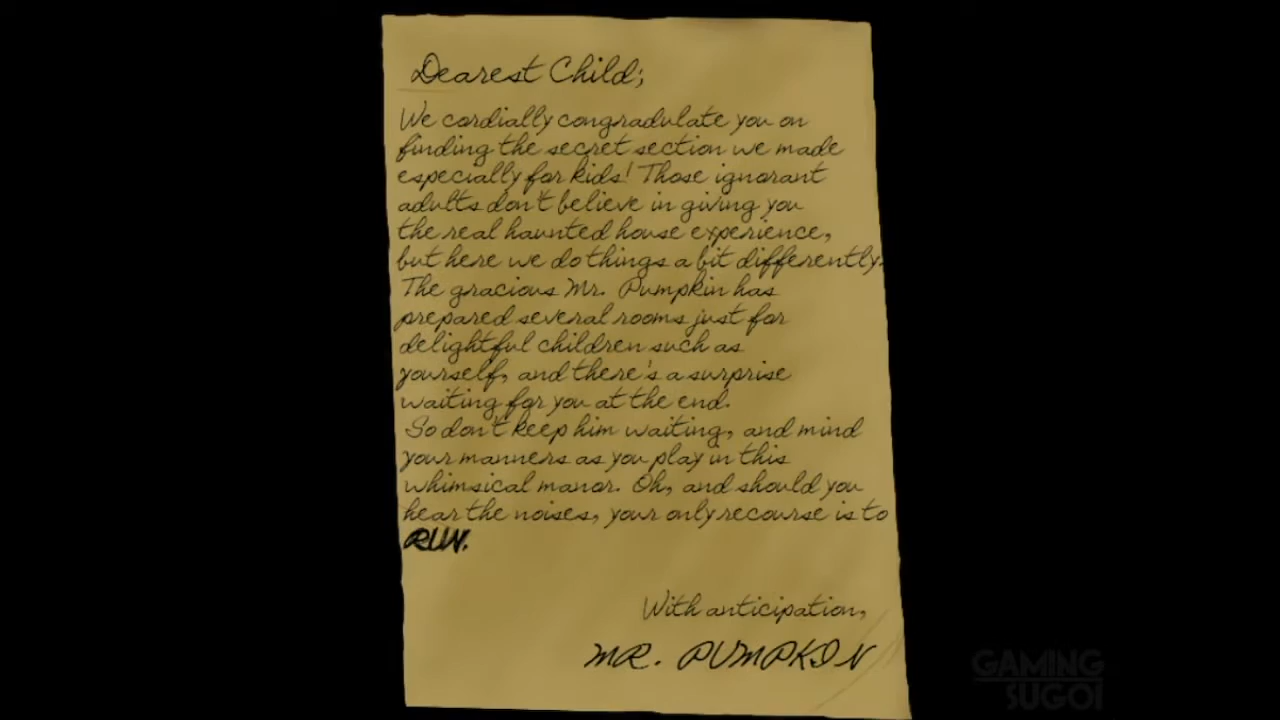 Dearest Child;
We cordially congradulate you on
finding the secret section we made
especially for kids! Those ignorant
adults don't believe in giving you
the real haunted house experience,
but here we do things a bit differently.
The gracious Mr. Pumpkin has
prepared several rooms just for
delightful children such as
yourself, and there's a surprise
waiting for you at the end.
So don't keep him waiting, and mind
your manners as you play in this
whimsical manor. Oh, and should you
hear the noises, your only recourse is to
RUN.
With anticipation,
MR. PUMPKIN
GAMING
SUGOI